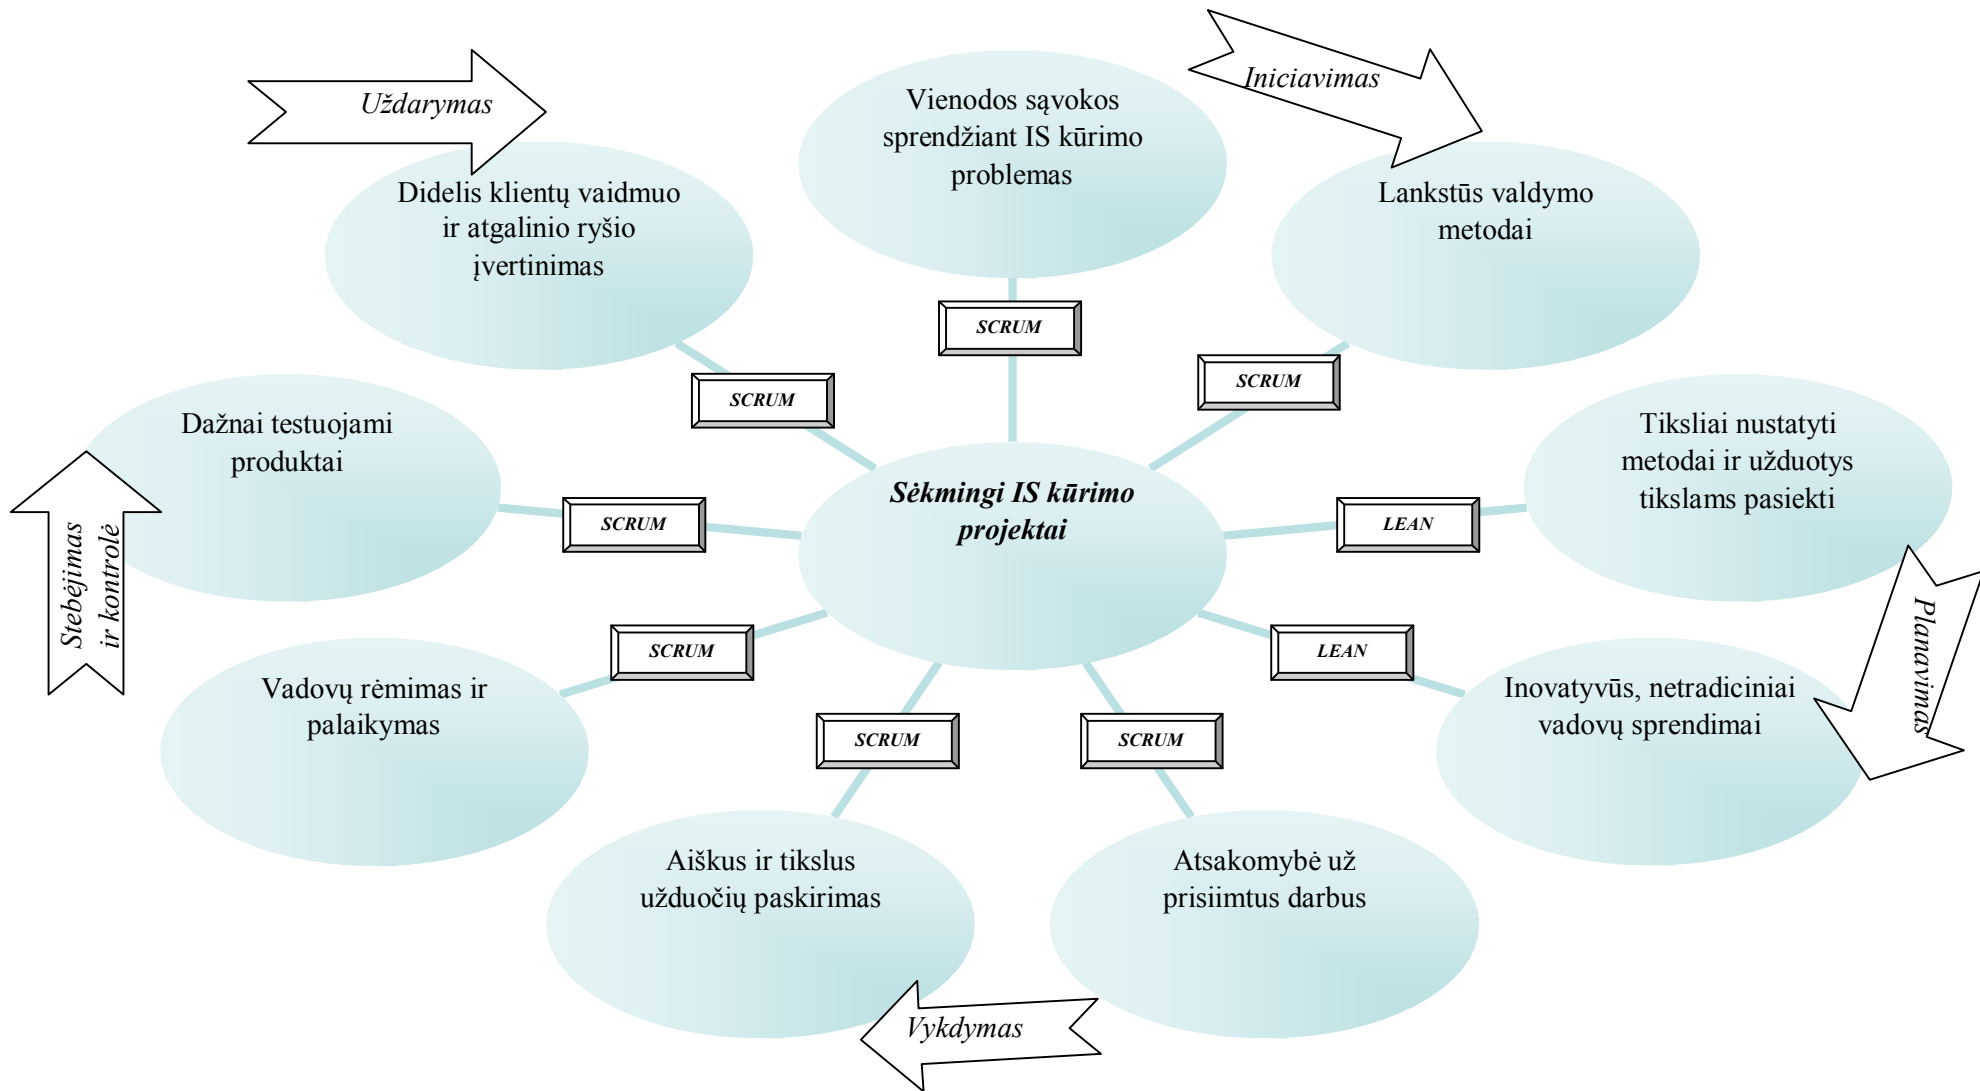 Uždarymas
Iniciavimas
Vienodos sąvokos
sprendžiant IS kūrimo
problemas
Didelis klientų vaidmuo
ir atgalinio ryšio
įvertinimas
Lankstūs valdymo
metodai
SCRUM
SCRUM
SCRUM
Dažnai testuojami
produktai
Tiksliai nustatyti
metodai ir užduotys
tikslams pasiekti
Sėkmingi IS kūrimo
projektai
SCRUM
LEAN
Stebėjimas
ir kontrolė
Planavimas
SCRUM
LEAN
Vadovų rėmimas ir
palaikymas
Inovatyvūs, netradiciniai
vadovų sprendimai
SCRUM
SCRUM
Aiškus ir tikslus
užduočių paskirimas
Atsakomybė už
prisiimtus darbus
Vykdymas